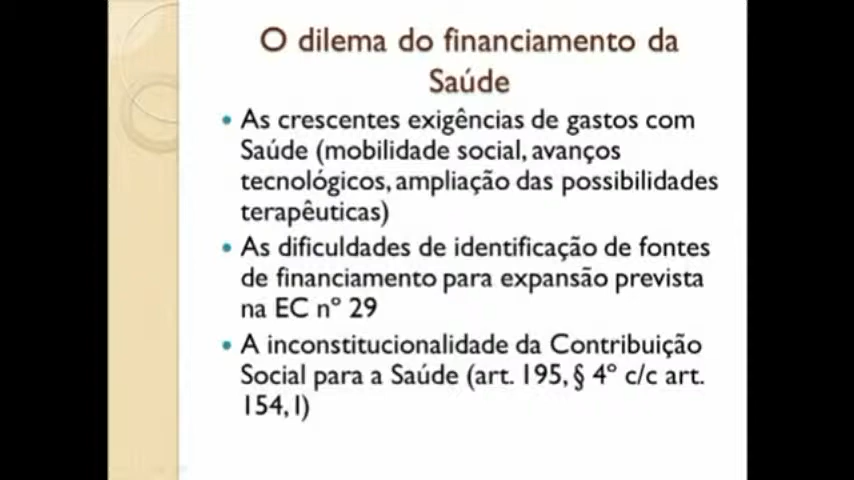 O dilema do financiamento da
Saúde
• As crescentes exigências de gastos com
Saúde (mobilidade social, avanços
tecnológicos, ampliação das possibilidades
terapêuticas)
• As dificuldades de identificação de fontes
de financiamento para expansão prevista
na EC nº 29
• A inconstitucionalidade da Contribuição
Social para a Saúde (art. 195, § 4º c/c art.
154, I)